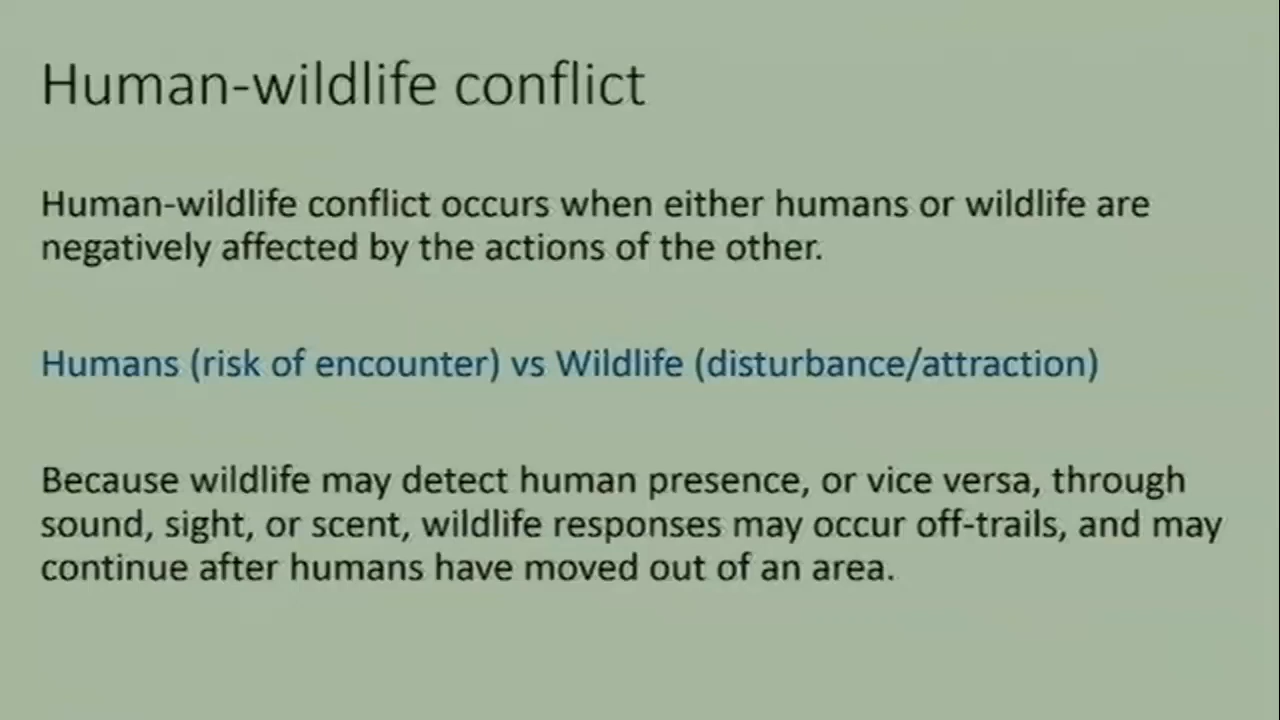 Human-wildlife conflict
Human-wildlife conflict occurs when either humans or wildlife are
negatively affected by the actions of the other.
Humans (risk of encounter) vs Wildlife (disturbance/attraction)
Because wildlife may detect human presence, or vice versa, through
sound, sight, or scent, wildlife responses may occur off-trails, and may
continue after humans have moved out of an area.